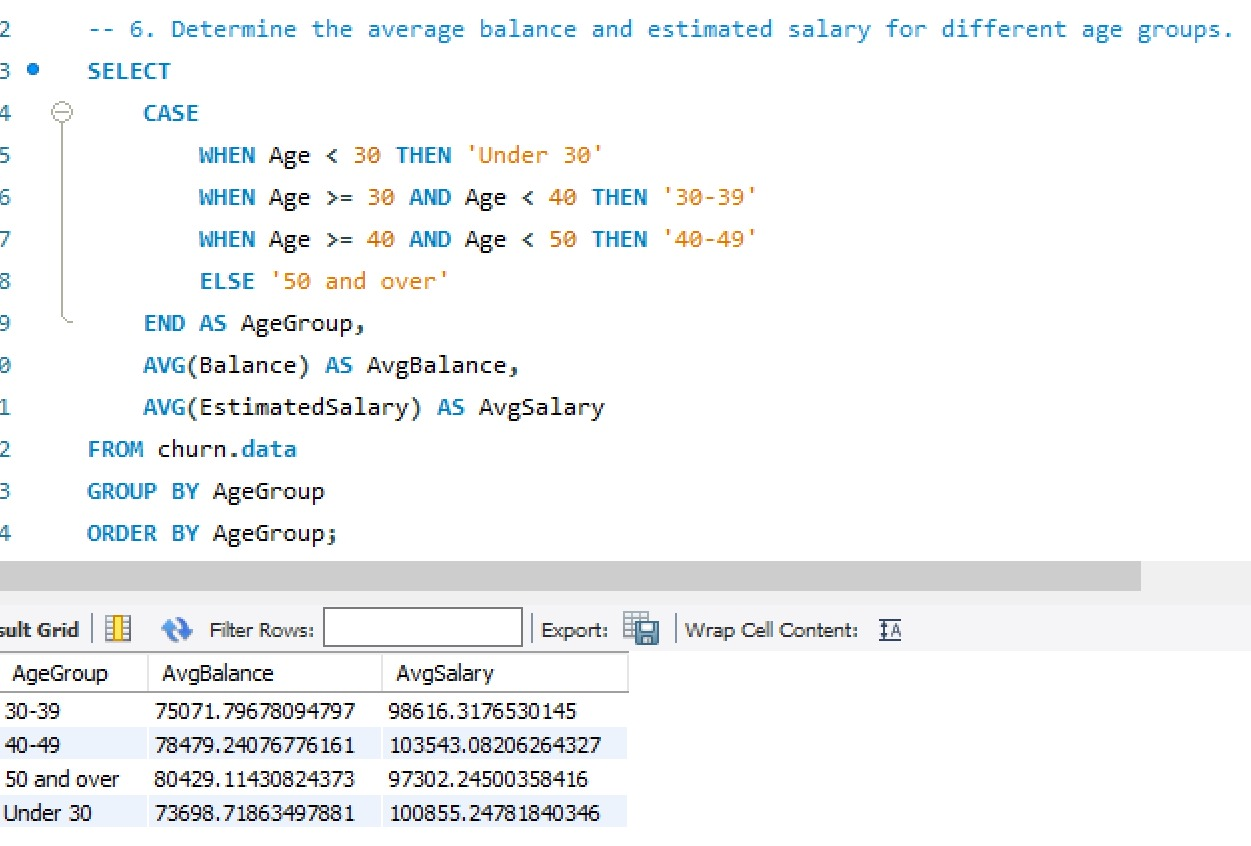 2 -- 6. Determine the average balance and estimated salary for different age groups.
3 SELECT
4 CASE
5 WHEN Age < 30 THEN 'Under 30'
6 WHEN Age >= 30 AND Age < 40 THEN '30-39'
7 WHEN Age >= 40 AND Age < 50 THEN '40-49'
8 ELSE '50 and over'
9 END AS AgeGroup,
0 AVG(Balance) AS AvgBalance,
1 AVG(EstimatedSalary) AS AvgSalary
2 FROM churn.data
3 GROUP BY AgeGroup
4 ORDER BY AgeGroup;
sult Grid Filter Rows: Export: Wrap Cell Content: IA
AgeGroup AvgBalance AvgSalary
30-39 75071.79678094797 98616.3176530145
40-49 78479.24076776161 103543.08206264327
50 and over 80429.11430824373 97302.24500358416
Under 30 73698.71863497881 100855.24781840346